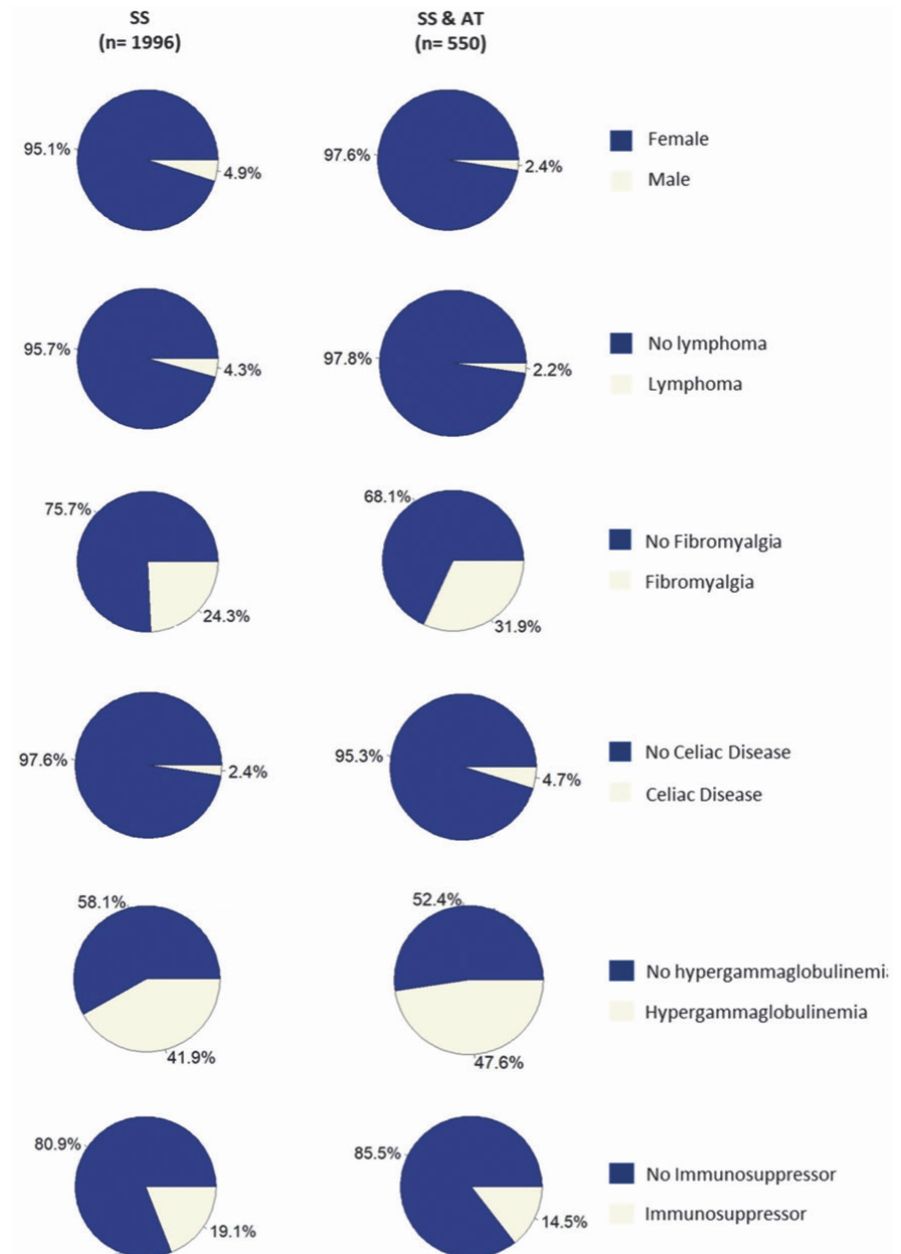 SS
(n= 1996)
SS & AT
(n= 550)
95.1%
4.9%
97.6%
2.4%
Female
Male
95.7%
4.3%
97.8%
2.2%
No lymphoma
Lymphoma
75.7%
24.3%
68.1%
31.9%
No Fibromyalgia
Fibromyalgia
97.6%
2.4%
95.3%
4.7%
No Celiac Disease
Celiac Disease
58.1%
41.9%
52.4%
47.6%
No hypergammaglobulinemi
Hypergammaglobulinemia
80.9%
19.1%
85.5%
14.5%
No Immunosuppressor
Immunosuppressor